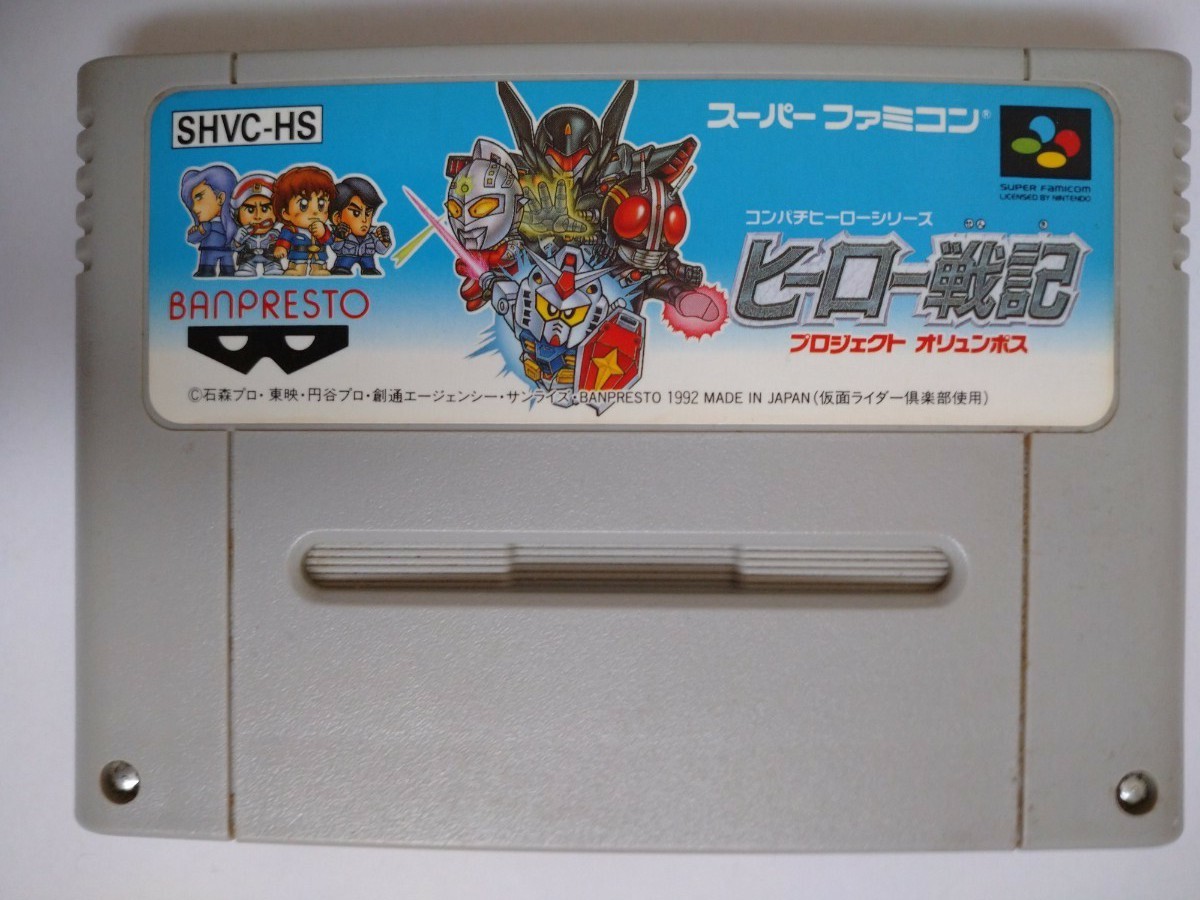 SHVC-HS
BANPRESTO
スーパーファミコン®
SUPER FAMICOM
LICENSED BY NINTENDO
コンパチヒーローシリーズ
ヒーロー戦記
プロジェクト オリュンポス
©石森プロ・東映・円谷プロ・創通エージェンシー・サンライズ・BANPRESTO 1992 MADE IN JAPAN(仮面ライダー倶楽部使用)